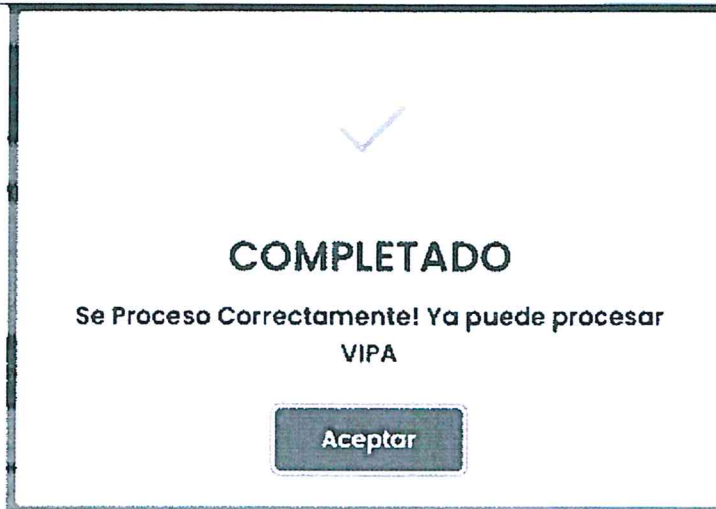 COMPLETADO
Se Proceso Correctamente! Ya puede procesar
VIPA
Aceptar